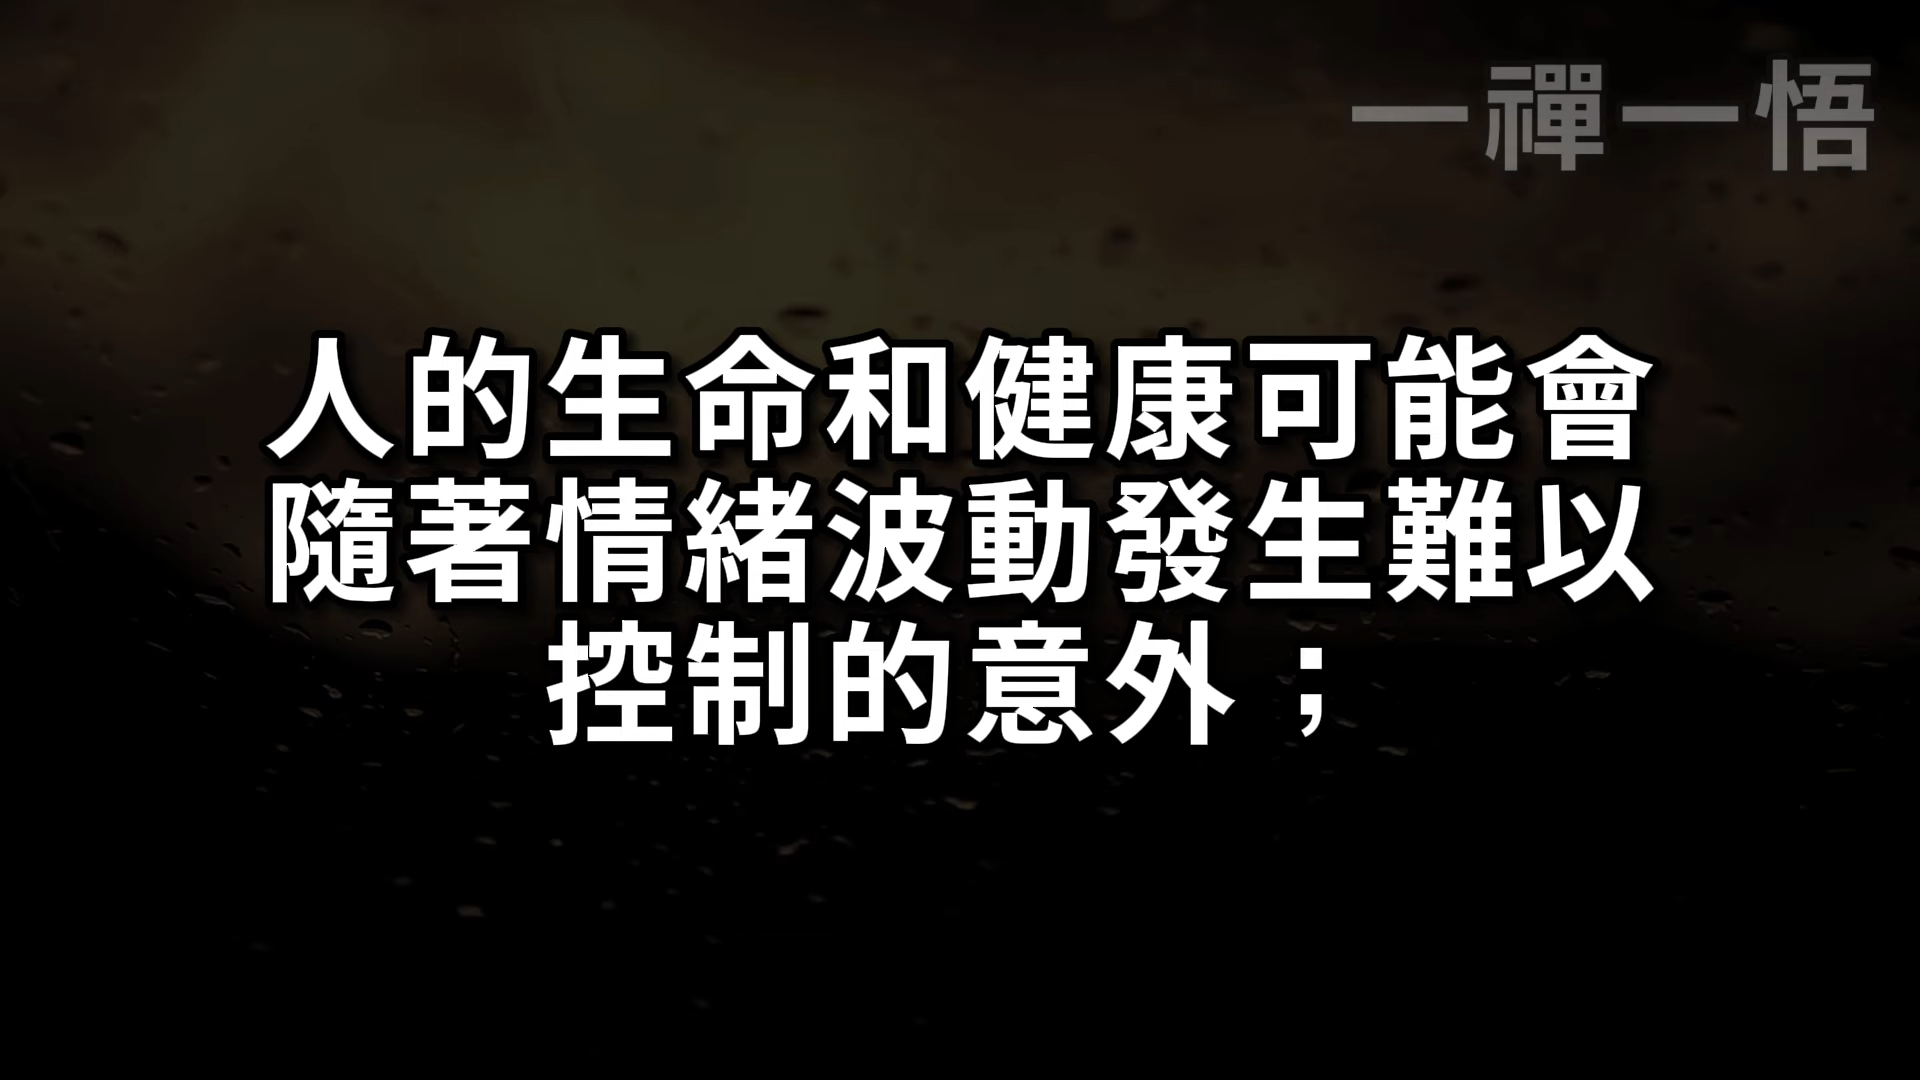 一禪一悟
人的生命和健康可能會
隨著情緒波動發生難以
控制的意外；